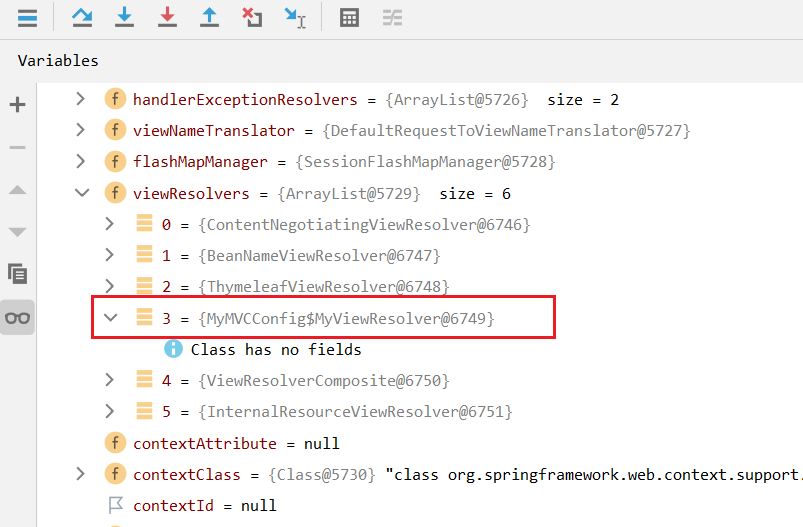 Variables
f handlerExceptionResolvers = {ArrayList@5726} size = 2
f viewNameTranslator = {DefaultRequestToViewNameTranslator@5727}
f flashMapManager = {SessionFlashMapManager@5728}
f viewResolvers = {ArrayList@5729} size = 6
0 = {ContentNegotiatingViewResolver@6746}
1 = {BeanNameViewResolver@6747}
2 = {ThymeleafViewResolver@6748}
3 = {MyMVCConfig$MyViewResolver@6749}
Class has no fields
4 = {ViewResolverComposite@6750}
5 = {InternalResourceViewResolver@6751}
f contextAttribute = null
f contextClass = {Class@5730} "class org.springframework.web.context.support.
contextId = null